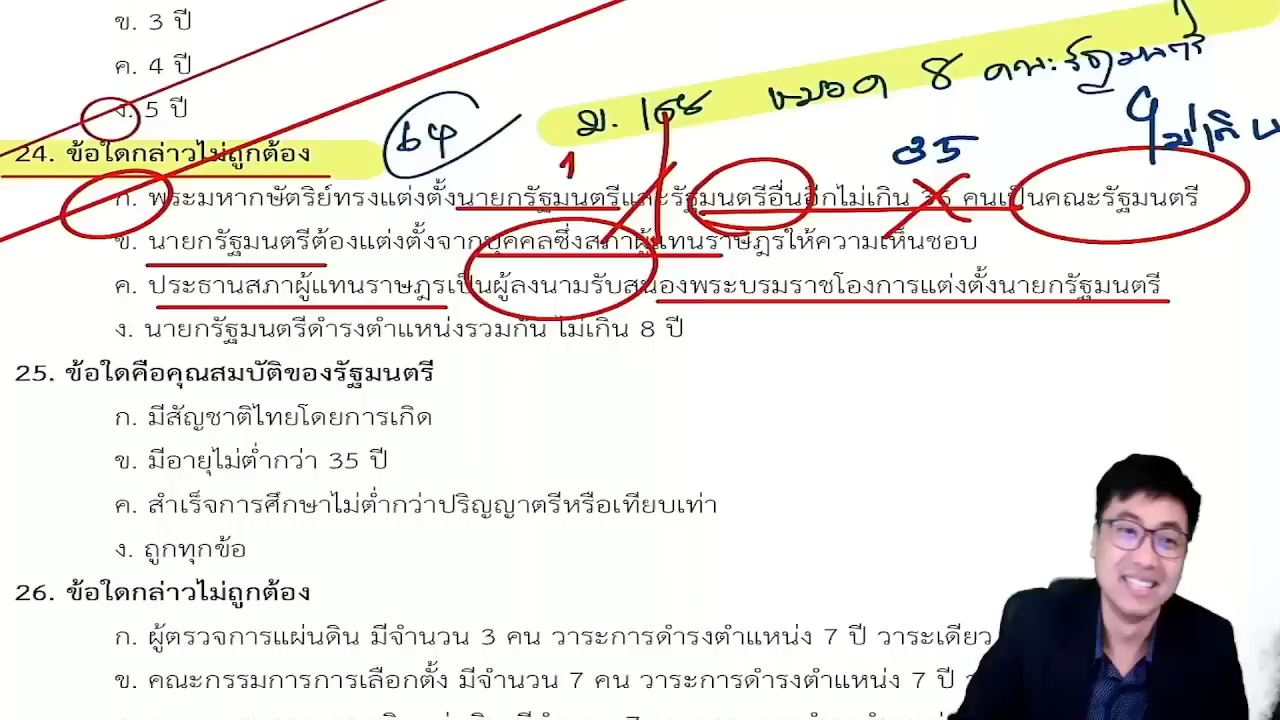 ข. 3 ปี
ค. 4 ปี
ง. 5 ปี
ม. 158 หมวด 8 คณะรัฐมนตรี
64
ไม่เกิน
1
35
24. ข้อใดกล่าวไม่ถูกต้อง
ก. พระมหากษัตริย์ทรงแต่งตั้งนายกรัฐมนตรีและรัฐมนตรีอื่นอีกไม่เกิน 36 คนเป็นคณะรัฐมนตรี
ข. นายกรัฐมนตรีต้องแต่งตั้งจากบุคคลซึ่งสภาผู้แทนราษฎรให้ความเห็นชอบ
ค. ประธานสภาผู้แทนราษฎรเป็นผู้ลงนามรับสนองพระบรมราชโองการแต่งตั้งนายกรัฐมนตรี
ง. นายกรัฐมนตรีดำรงตำแหน่งรวมกัน ไม่เกิน 8 ปี
25. ข้อใดคือคุณสมบัติของรัฐมนตรี
ก. มีสัญชาติไทยโดยการเกิด
ข. มีอายุไม่ต่ำกว่า 35 ปี
ค. สำเร็จการศึกษาไม่ต่ำกว่าปริญญาตรีหรือเทียบเท่า
ง. ถูกทุกข้อ
26. ข้อใดกล่าวไม่ถูกต้อง
ก. ผู้ตรวจการแผ่นดิน มีจำนวน 3 คน วาระการดำรงตำแหน่ง 7 ปี วาระเดียว
ข. คณะกรรมการการเลือกตั้ง มีจำนวน 7 คน วาระการดำรงตำแหน่ง 7 ปี